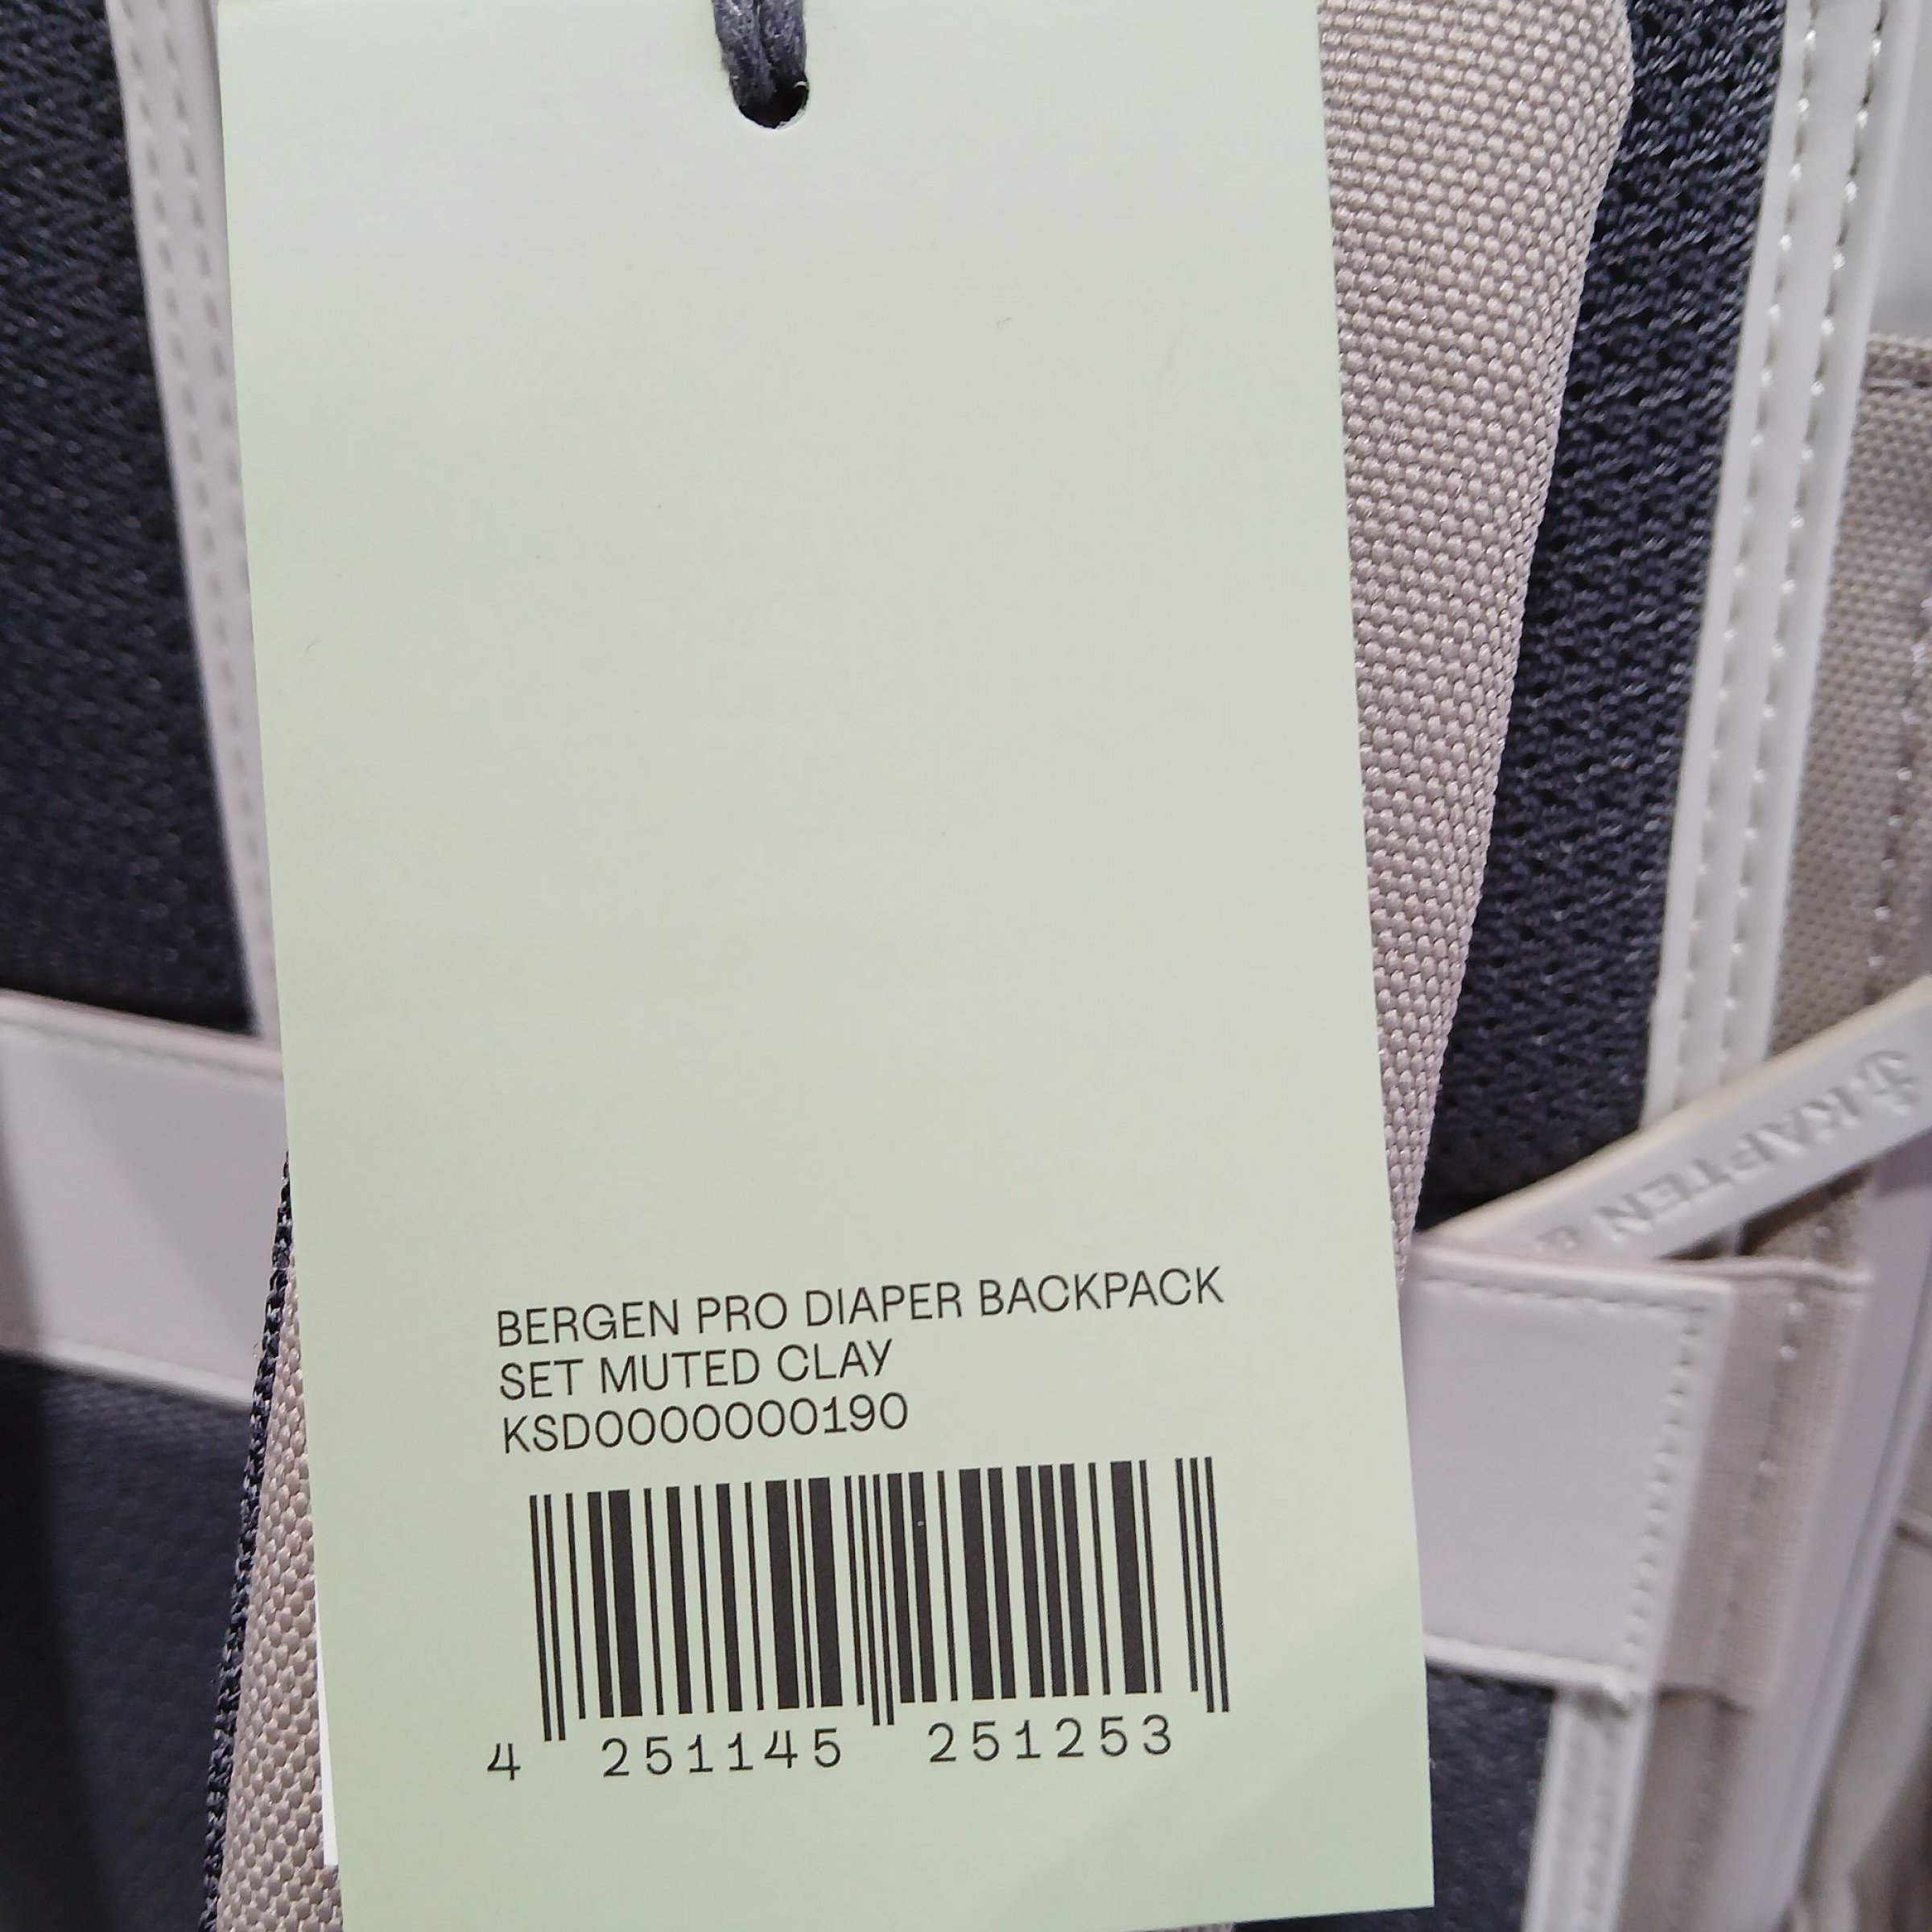 BERGEN PRO DIAPER BACKPACK
SET MUTED CLAY
KSD0000000190
4 251145 251253
KAPTEN &